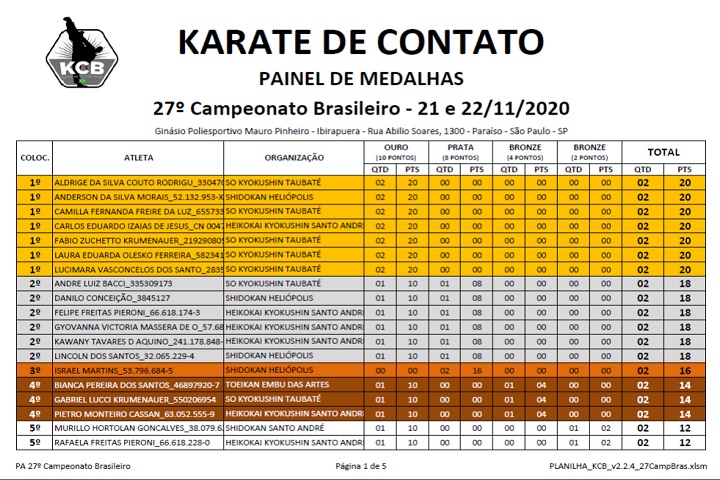 KCB
KARATE DE CONTATO
PAINEL DE MEDALHAS
27º Campeonato Brasileiro - 21 e 22/11/2020
Ginásio Poliesportivo Mauro Pinheiro - Ibirapuera - Rua Abilio Soares, 1300 - Paraíso - São Paulo - SP
COLOC. ATLETA ORGANIZAÇÃO OURO (10 PONTOS) PRATA (8 PONTOS) BRONZE (4 PONTOS) BRONZE (2 PONTOS) TOTAL
QTD PTS QTD PTS QTD PTS QTD PTS QTD PTS
1º ALDRIGE DA SILVA COUTO RODRIGU_330470 SO KYOKUSHIN TAUBATÉ 02 20 00 00 00 00 00 00 02 20
1º ANDERSON DA SILVA MORAIS_52.132.953-X SHIDOKAN HELIÓPOLIS 02 20 00 00 00 00 00 00 02 20
1º CAMILLA FERNANDA FREIRE DA LUZ_655733 SO KYOKUSHIN TAUBATÉ 02 20 00 00 00 00 00 00 02 20
1º CARLOS EDUARDO IZAIAS DE JESUS_CN 0047 HEIKOKAI KYOKUSHIN SANTO ANDRÉ 02 20 00 00 00 00 00 00 02 20
1º FABIO ZUCHETTO KRUMENAUER_219290805 SO KYOKUSHIN TAUBATÉ 02 20 00 00 00 00 00 00 02 20
1º LAURA EDUARDA OLESKO FERREIRA_582341 SO KYOKUSHIN TAUBATÉ 02 20 00 00 00 00 00 00 02 20
1º LUCIMARA VASCONCELOS DOS SANTO_2835 SO KYOKUSHIN TAUBATÉ 02 20 00 00 00 00 00 00 02 20
2º ANDRE LUIZ BACCI_335309173 SO KYOKUSHIN TAUBATÉ 01 10 01 08 00 00 00 00 02 18
2º DANILO CONCEIÇÃO_3845127 SHIDOKAN HELIÓPOLIS 01 10 01 08 00 00 00 00 02 18
2º FELIPE FREITAS PIERONI_66.618.174-3 HEIKOKAI KYOKUSHIN SANTO ANDRÉ 01 10 01 08 00 00 00 00 02 18
2º GYOVANNA VICTORIA MASSERA DE O_57.68 HEIKOKAI KYOKUSHIN SANTO ANDRÉ 01 10 01 08 00 00 00 00 02 18
2º KAWANY TAVARES D AQUINO_241.178.848- HEIKOKAI KYOKUSHIN SANTO ANDRÉ 01 10 01 08 00 00 00 00 02 18
2º LINCOLN DOS SANTOS_32.065.229-4 SHIDOKAN HELIÓPOLIS 01 10 01 08 00 00 00 00 02 18
3º ISRAEL MARTINS_53.796.684-5 SHIDOKAN HELIÓPOLIS 00 00 02 16 00 00 00 00 02 16
4º BIANCA PEREIRA DOS SANTOS_46897920-7 TOEIKAN EMBU DAS ARTES 01 10 00 00 01 04 00 00 02 14
4º GABRIEL LUCCI KRUMENAUER_550206954 SO KYOKUSHIN TAUBATÉ 01 10 00 00 01 04 00 00 02 14
4º PIETRO MONTEIRO CASSAN_63.052.555-9 HEIKOKAI KYOKUSHIN SANTO ANDRÉ 01 10 00 00 01 04 00 00 02 14
5º MURILLO HORTOLAN GONCALVES_38.079.62 SHIDOKAN SANTO ANDRÉ 01 10 00 00 00 00 01 02 02 12
5º RAFAELA FREITAS PIERONI_66.618.228-0 HEIKOKAI KYOKUSHIN SANTO ANDRÉ 01 10 00 00 00 00 01 02 02 12
PA 27º Campeonato Brasileiro Página 1 de 5 PLANILHA_KCB_v2.2.4_27CampBras.xlsm